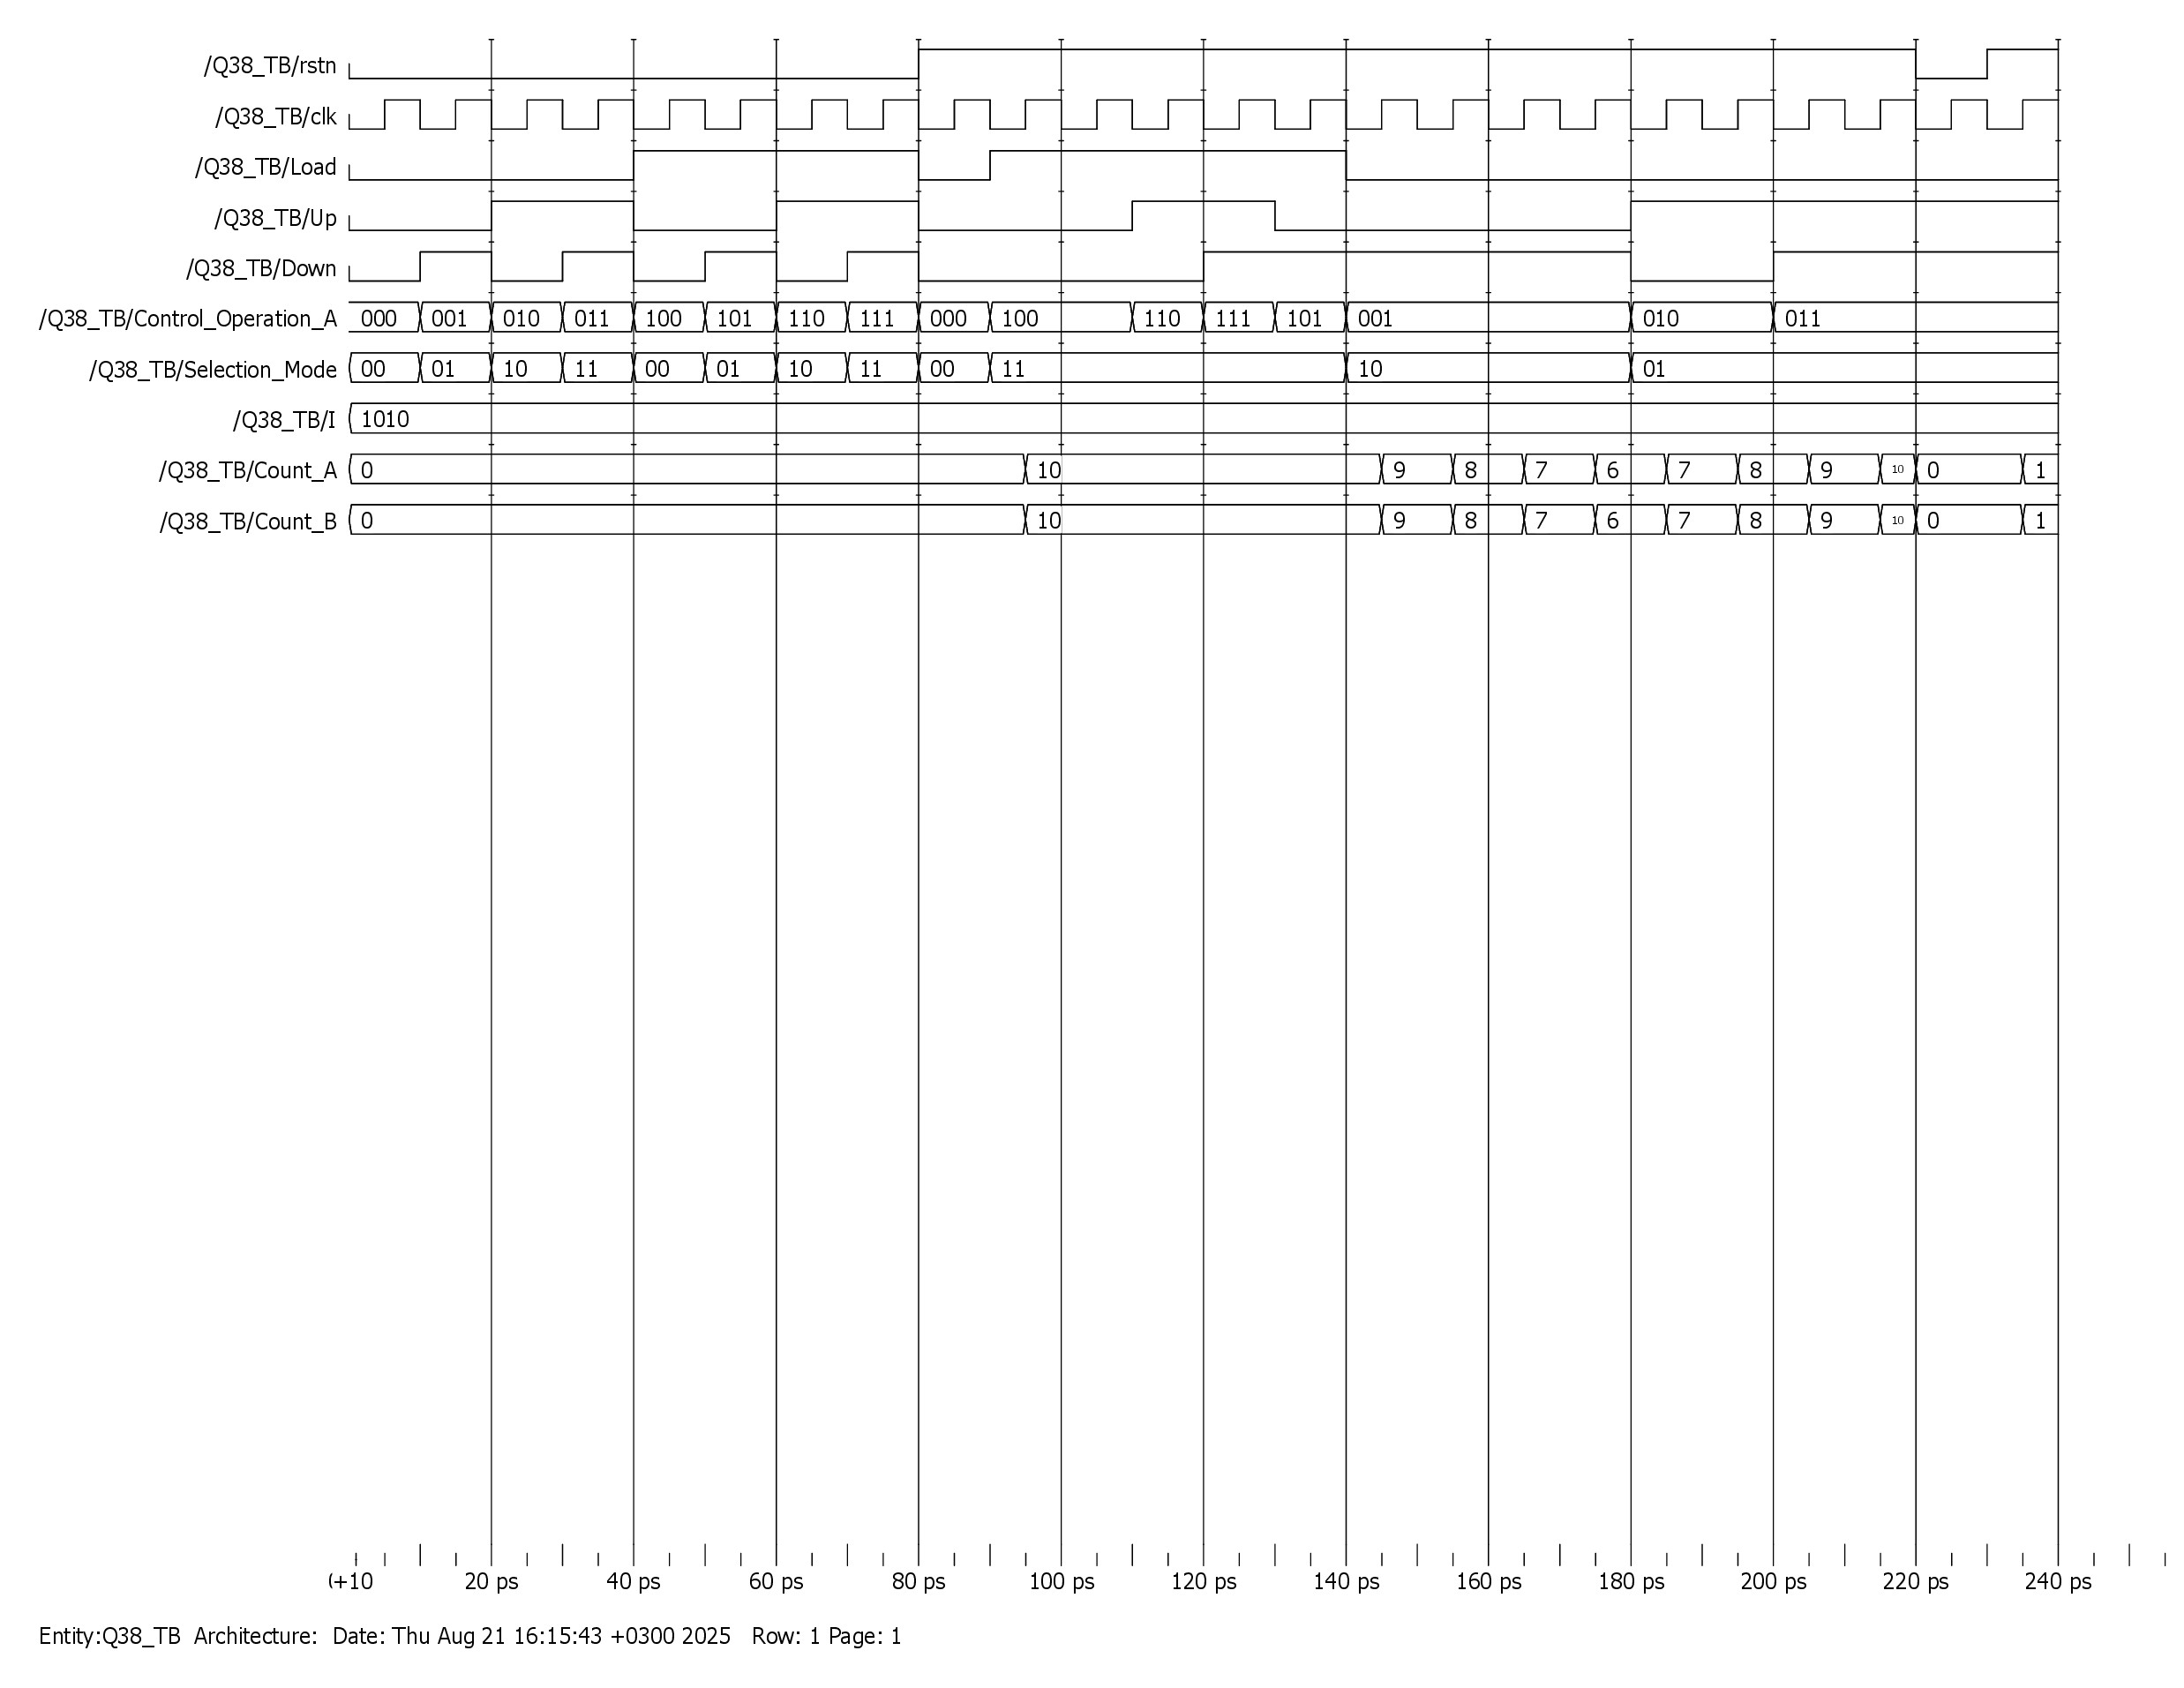 /Q38_TB/rstn
/Q38_TB/clk
/Q38_TB/Load
/Q38_TB/Up
/Q38_TB/Down
/Q38_TB/Control_Operation_A 000 001 010 011 100 101 110 111 000 100 110 111 101 001 010 011
/Q38_TB/Selection_Mode 00 01 10 11 00 01 10 11 00 11 10 01
/Q38_TB/I 1010
/Q38_TB/Count_A 0 10 9 8 7 6 7 8 9 10 0 1
/Q38_TB/Count_B 0 10 9 8 7 6 7 8 9 10 0 1
(+10 20 ps 40 ps 60 ps 80 ps 100 ps 120 ps 140 ps 160 ps 180 ps 200 ps 220 ps 240 ps
Entity:Q38_TB Architecture: Date: Thu Aug 21 16:15:43 +0300 2025 Row: 1 Page: 1